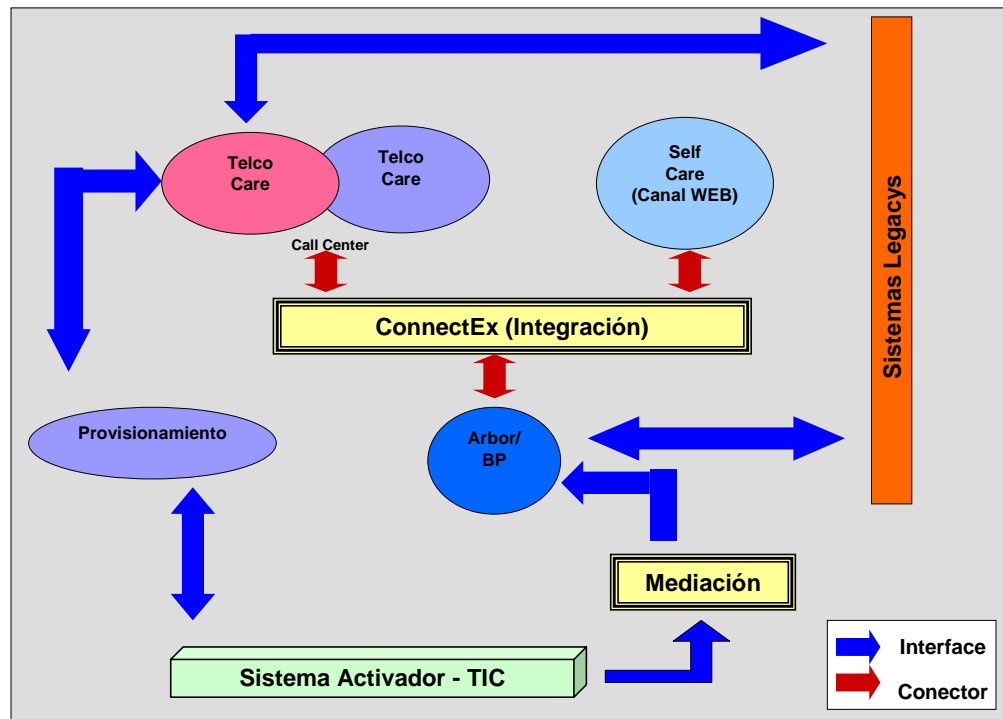 Telco
Care
Telco
Care
Self
Care
(Canal WEB)
Call Center
ConnectEx (Integración)
Sistemas Legacys
Provisionamiento
Arbor/
BP
Mediación
Sistema Activador - TIC
Interface
Conector